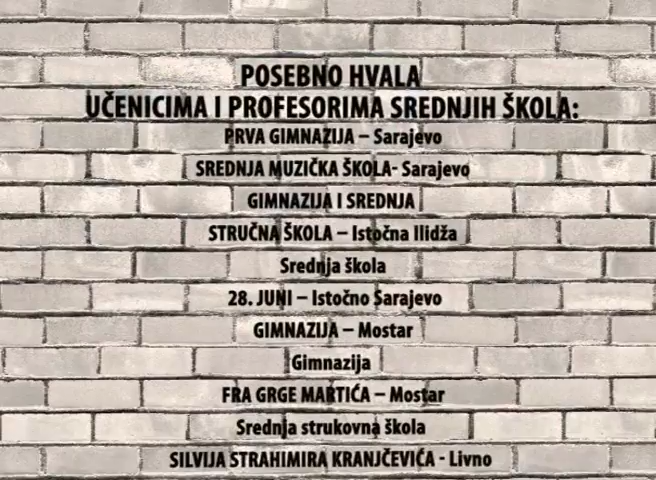 POSEBNO HVALA
UČENICIMA I PROFESORIMA SREDNJIH ŠKOLA:
PRVA GIMNAZIJA – Sarajevo
SREDNJA MUZIČKA ŠKOLA- Sarajevo
GIMNAZIJA I SREDNJA
STRUČNA ŠKOLA – Istočna Ilidža
Srednja škola
28. JUNI – Istočno Sarajevo
GIMNAZIJA – Mostar
Gimnazija
FRA GRGE MARTIĆA – Mostar
Srednja strukovna škola
SILVIJA STRAHIMIRA KRANJČEVIĆA - Livno